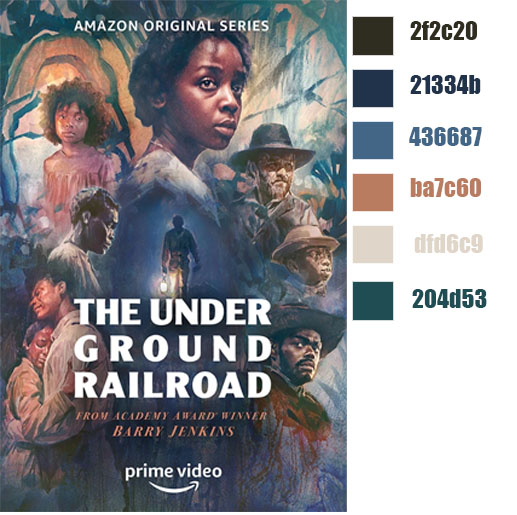 AMAZON ORIGINAL SERIES
THE UNDER
GROUND
RAILROAD
FROM ACADEMY AWARD WINNER
BARRY JENKINS
prime video
2f2c20
21334b
436687
ba7c60
dfd6c9
204d53